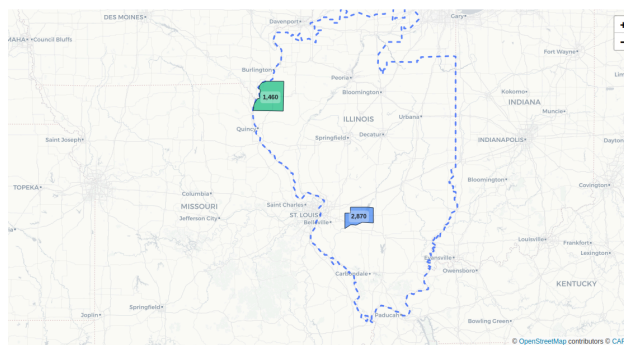 DES MOINES
Davenport
Gary
+
MAHA
Council Bluffs
Fort Wayne
Burlington
Peoria
Lim
1,460
Bloomington
Kokomo
INDIANA
ILLINOIS
Urbana
Muncie
Quincy
Saint Joseph
Springfield
Decatur
INDIANAPOLIS
Dayton
TOPEKA
Columbia
Bloomington
Covington
MISSOURI
Saint Charles
ST. LOUIS
2,870
Jefferson City
Belleville
Louisville
Frankfort
Evansville
Lexington
Carbondale
Owensboro
KENTUCKY
Springfield
Joplin
Paducah
Bowling Green
© OpenStreetMap contributors © CAR